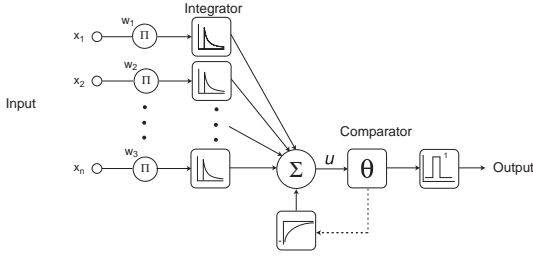 Integrator
w1
x1
Π
w2
x2
Π
Input
Comparator
w3
xn
Π
Σ
u
θ
1
Output
-